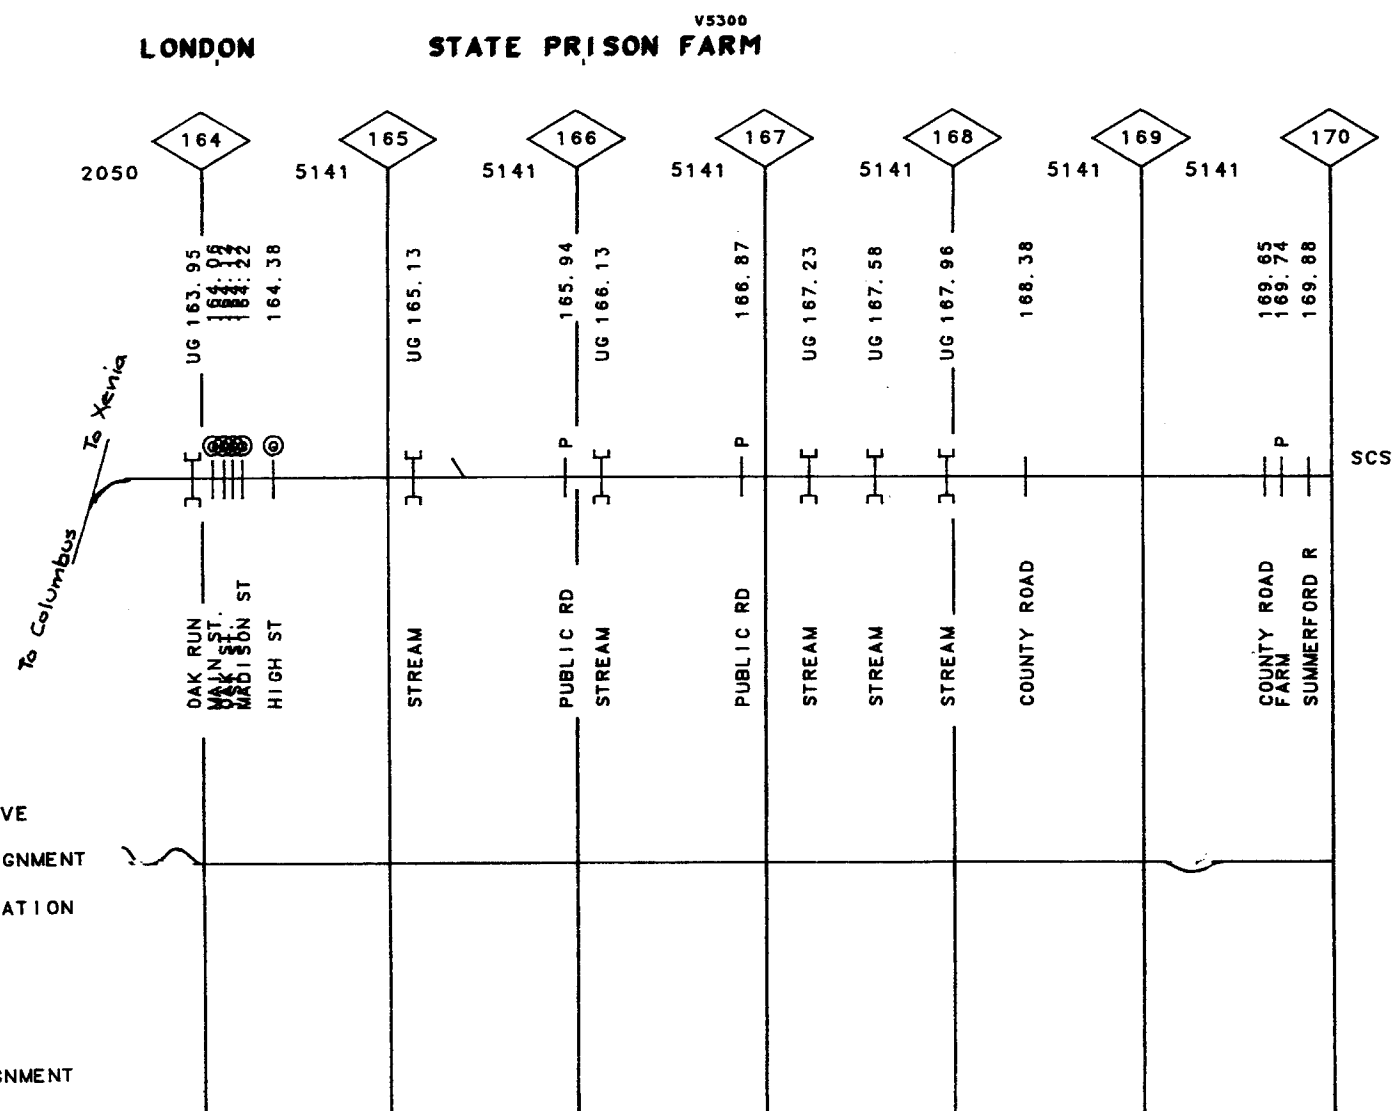 V5300
LONDON STATE PRISON FARM
164 165 166 167 168 169 170
2050 5141 5141 5141 5141 5141 5141
UG 163.95
164.06
164.22
164.38
UG 165.13
165.94
UG 166.13
166.87
UG 167.23
UG 167.58
UG 167.96
168.38
169.65
169.74
169.88
To Xenia
P P P
SCS
To Columbus
OAK RUN
MAIN ST.
OAK ST.
MADISON ST
HIGH ST
STREAM
PUBLIC RD
STREAM
PUBLIC RD
STREAM
STREAM
STREAM
COUNTY ROAD
COUNTY ROAD
FARM
SUMMERFORD R
VE
GNMENT
ATION
GNMENT